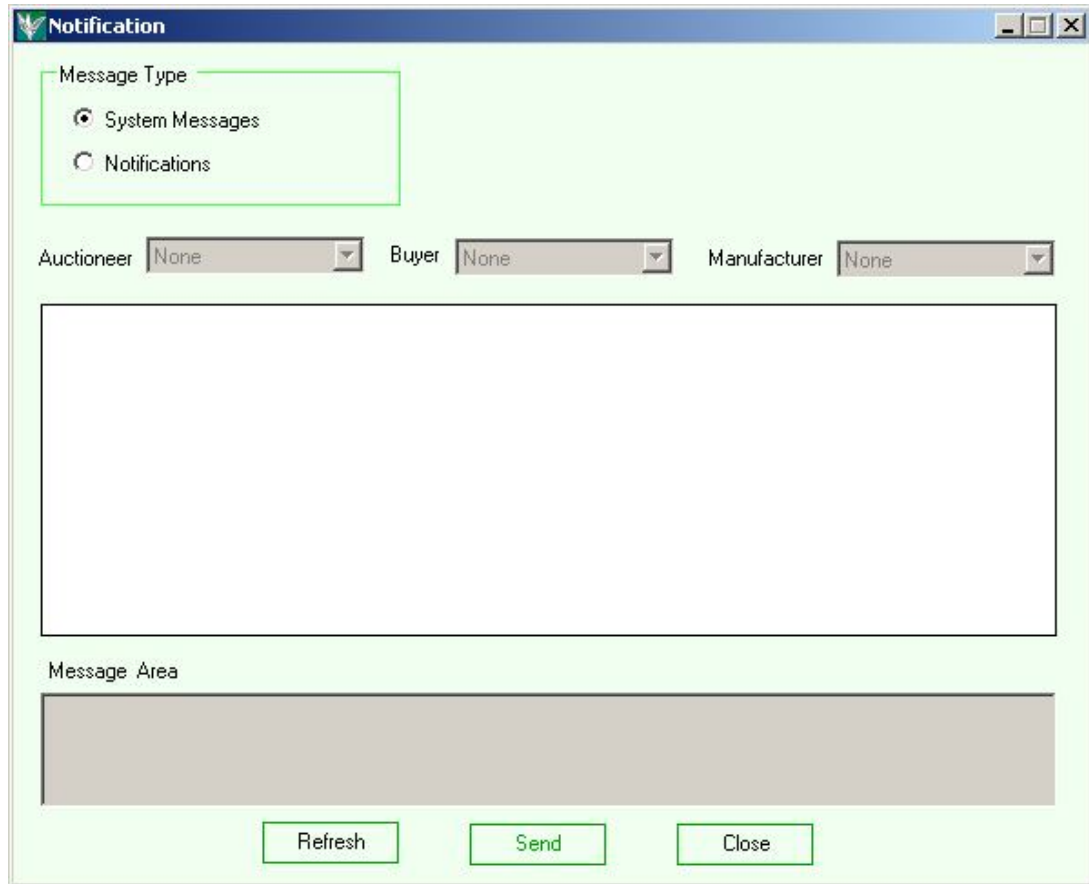 Notification
Message Type
System Messages
Notifications
Auctioneer None Buyer None Manufacturer None
Message Area
Refresh Send Close